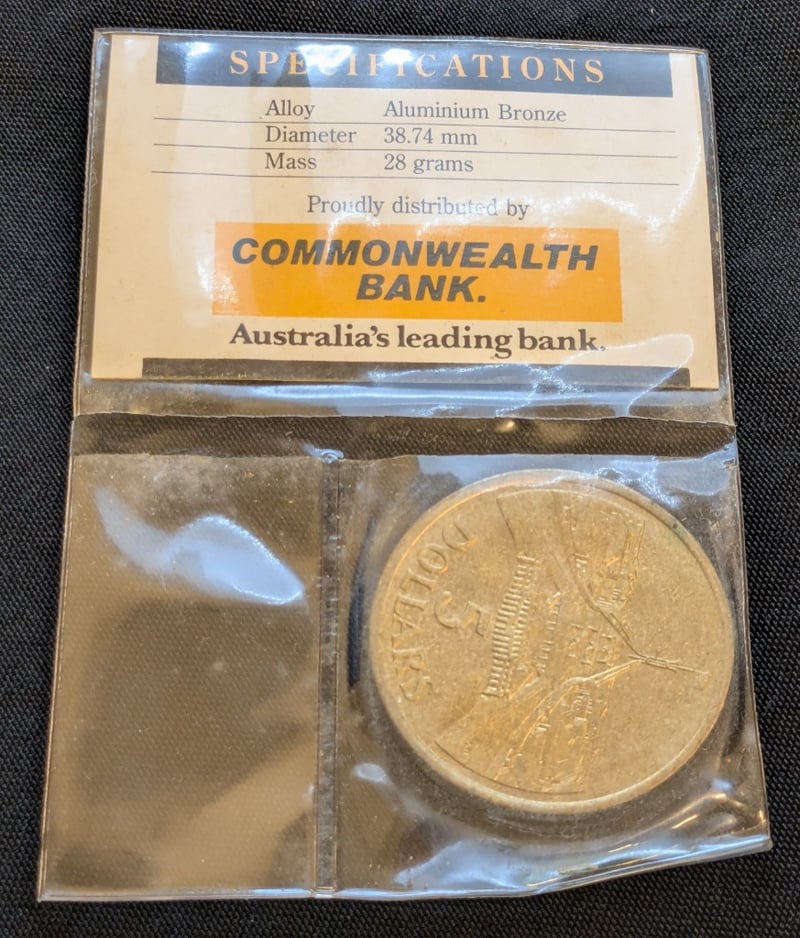 SPECIFICATIONS
Alloy Aluminium Bronze
Diameter 38.74 mm
Mass 28 grams
Proudly distributed by
COMMONWEALTH
BANK.
Australia's leading bank.
5
DOLLARS